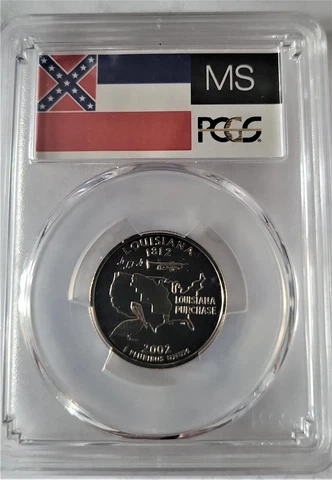 MS
PCGS
LOUISIANA
1812
LOUISIANA
PURCHASE
2002
E PLURIBUS UNUM